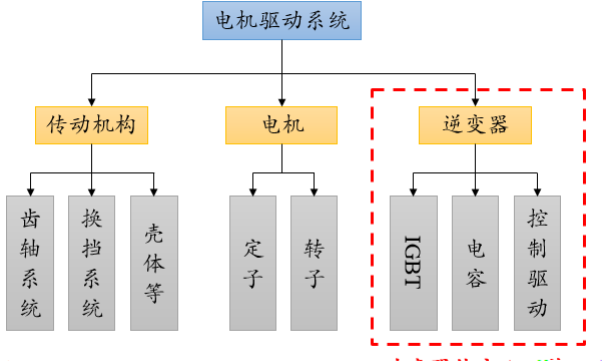 电机驱动系统
传动机构
电机
逆变器
齿轴系统
换挡系统
壳体等
定子
转子
IGBT
电容
控制驱动